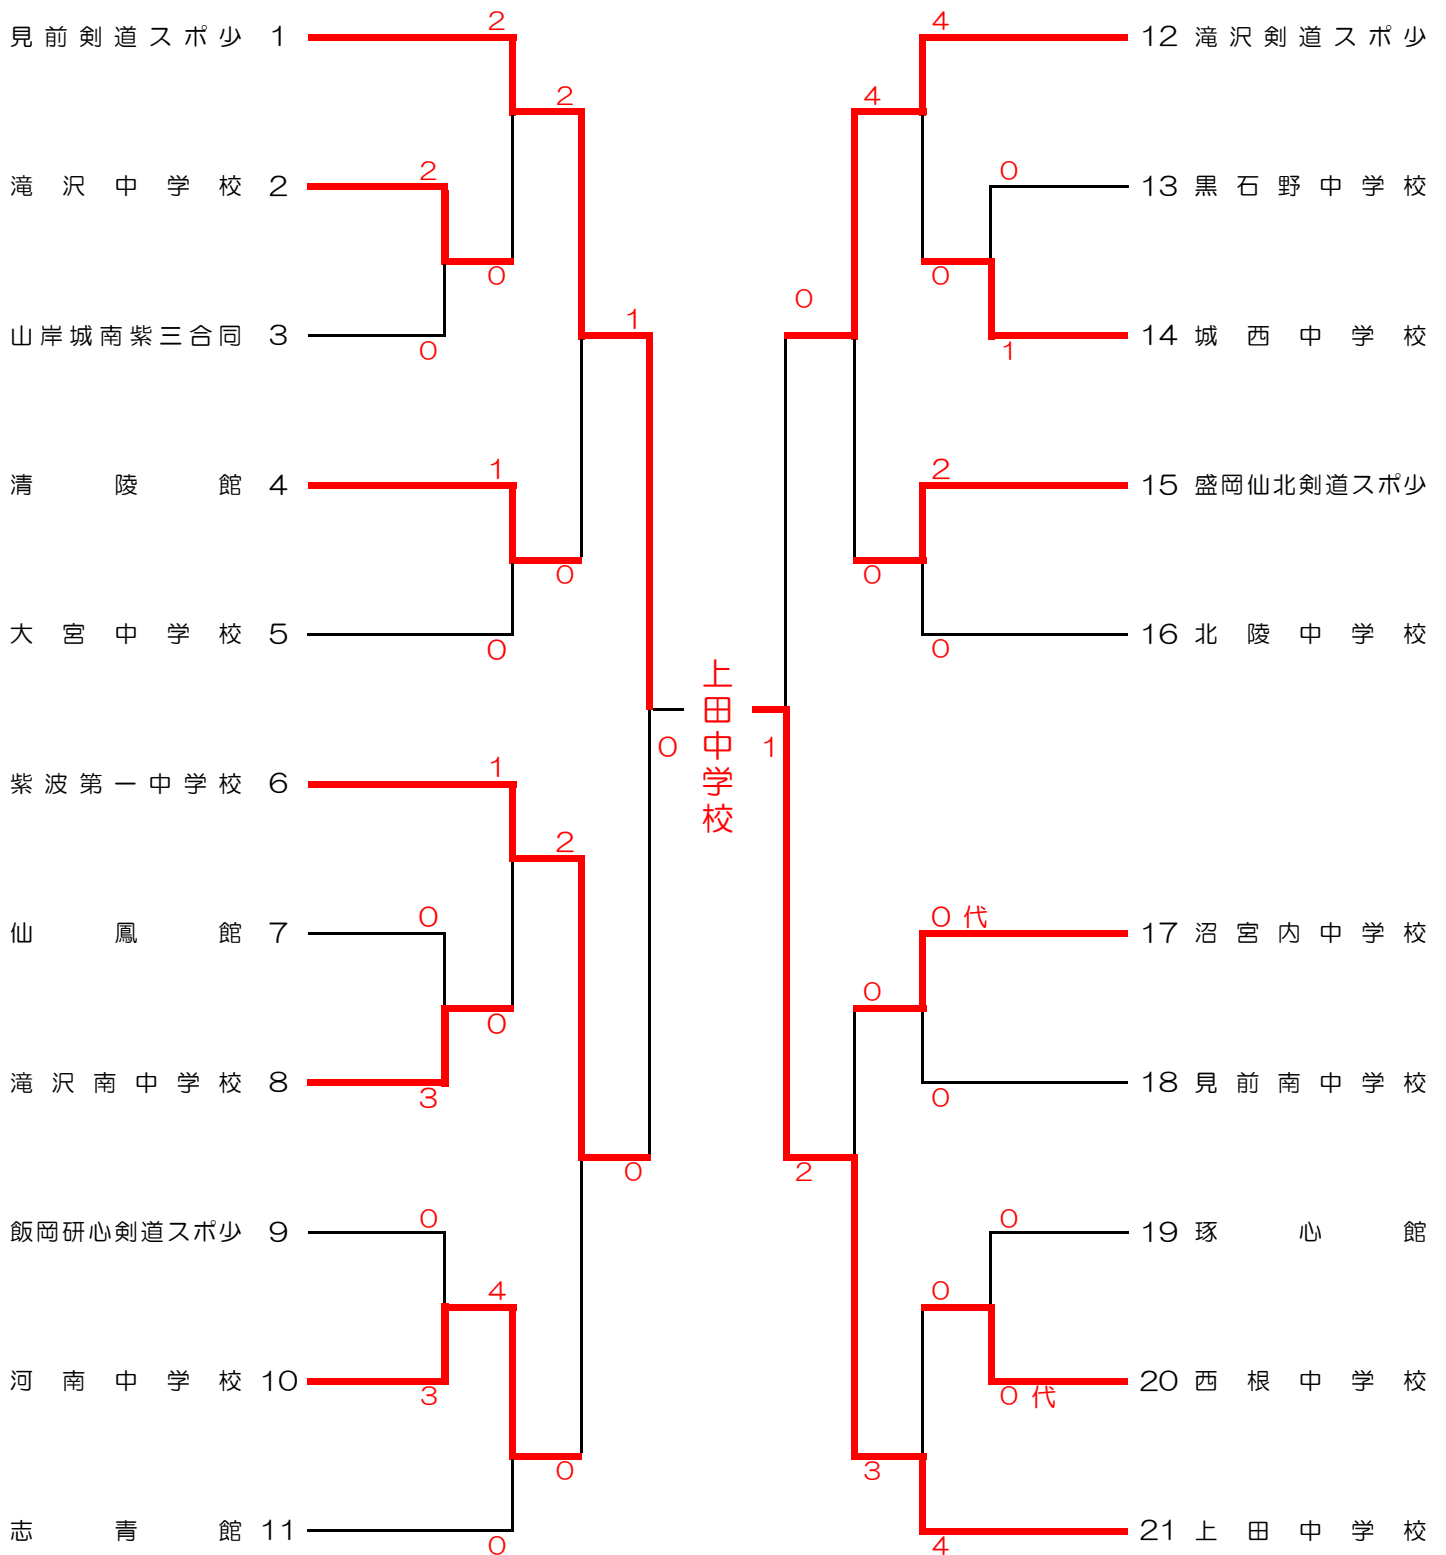 見前剣道スポ少 1
2
2
滝沢中学校 2
2
0
山岸城南紫三合同 3
0
1
清陵館 4
1
0
大宮中学校 5
0
紫波第一中学校 6
1
2
仙鳳館 7
0
0
滝沢南中学校 8
3
0
飯岡研心剣道スポ少 9
0
4
河南中学校 10
3
0
志青館 11
0
0
上田中学校
1
4
12 滝沢剣道スポ少
4
0
13 黒石野中学校
0
0
14 城西中学校
1
2
15 盛岡仙北剣道スポ少
0
16 北陵中学校
0
0 代
17 沼宮内中学校
0
18 見前南中学校
0
2
0
19 琢心館
0
20 西根中学校
0 代
3
21 上田中学校
4